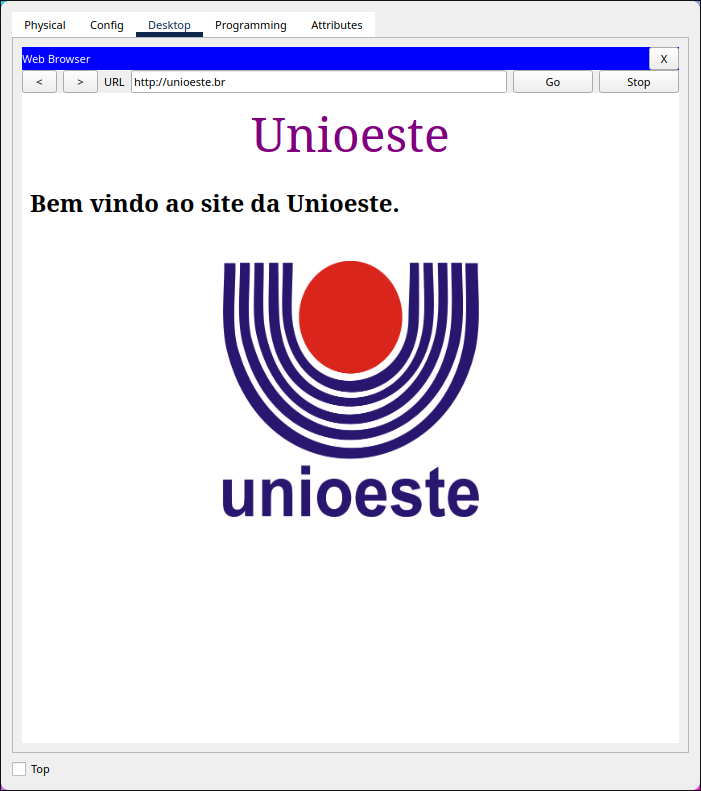 Physical Config Desktop Programming Attributes
Web Browser X
< > URL http://unioeste.br Go Stop
Unioeste
Bem vindo ao site da Unioeste.
unioeste
Top